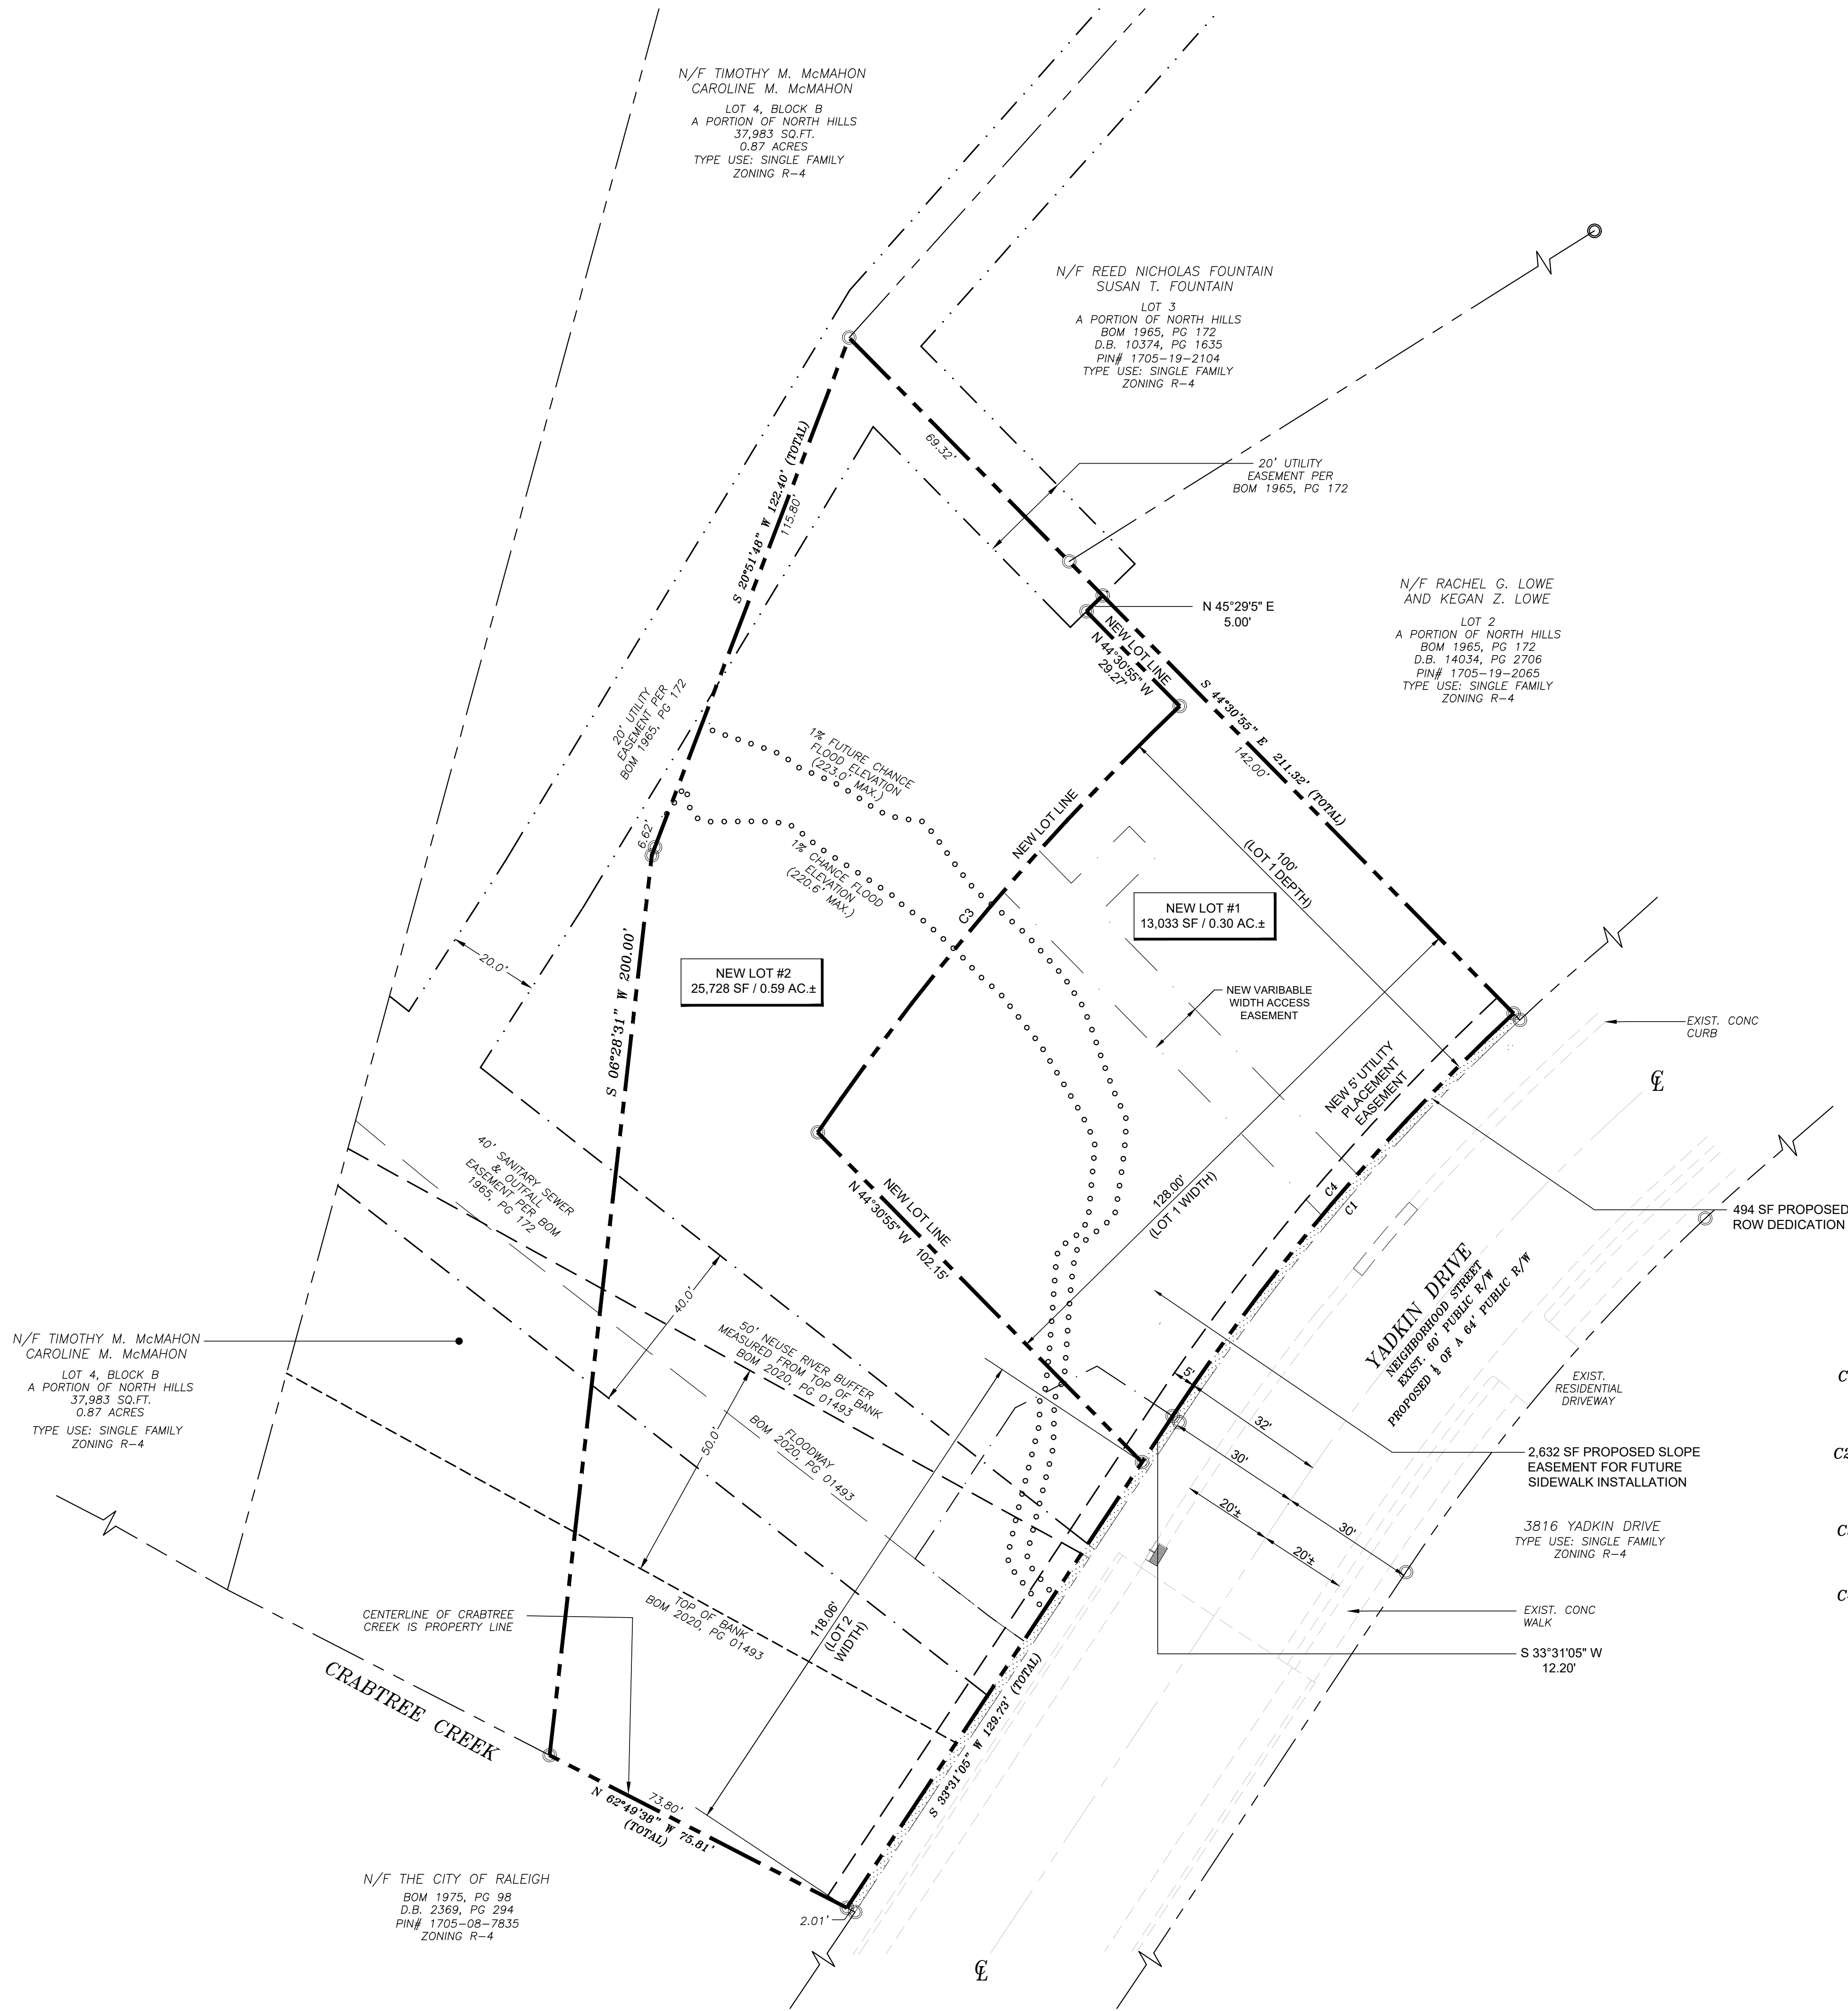 N/F TIMOTHY M. McMAHON
CAROLINE M. McMAHON
LOT 4, BLOCK B
A PORTION OF NORTH HILLS
37,983 SQ.FT.
0.87 ACRES
TYPE USE: SINGLE FAMILY
ZONING R-4
N/F REED NICHOLAS FOUNTAIN
SUSAN T. FOUNTAIN
LOT 3
A PORTION OF NORTH HILLS
BOM 1965, PG 172
D.B. 10374, PG 1635
PIN# 1705-19-2104
TYPE USE: SINGLE FAMILY
ZONING R-4
69.32'
20' UTILITY
EASEMENT PER
BOM 1965, PG 172
S 20°51'48" W 122.40' (TOTAL)
115.80'
N 45°29'5" E
5.00'
N/F RACHEL G. LOWE
AND KEGAN Z. LOWE
LOT 2
A PORTION OF NORTH HILLS
BOM 1965, PG 172
D.B. 14034, PG 2706
PIN# 1705-19-2065
TYPE USE: SINGLE FAMILY
ZONING R-4
NEW LOT LINE
N 44°30'55" W
29.27'
S 44°30'55" E 211.32' (TOTAL)
142.00'
20' UTILITY
EASEMENT PER
BOM 1965, PG 172
1% FUTURE CHANCE
FLOOD ELEVATION
(223.0' MAX.)
6.62'
1% CHANCE FLOOD
ELEVATION
(220.6' MAX.)
NEW LOT LINE
C3
100'
(LOT 1 DEPTH)
NEW LOT #1
13,033 SF / 0.30 AC.±
NEW LOT #2
25,728 SF / 0.59 AC.±
20.0'
S 06°28'31" W 200.00'
NEW VARIBABLE
WIDTH ACCESS
EASEMENT
EXIST. CONC
CURB
NEW 5' UTILITY
PLACEMENT
EASEMENT
℄
40' SANITARY SEWER
& OUTFALL
EASEMENT PER BOM
1965, PG 172
NEW LOT LINE
N 44°30'55" W 102.15'
128.00'
(LOT 1 WIDTH)
C4
C1
494 SF PROPOSED
ROW DEDICATION
YADKIN DRIVE
NEIGHBORHOOD STREET
EXIST. 60' PUBLIC R/W
PROPOSED ½ OF A 64' PUBLIC R/W
40.0'
N/F TIMOTHY M. McMAHON
CAROLINE M. McMAHON
LOT 4, BLOCK B
A PORTION OF NORTH HILLS
37,983 SQ.FT.
0.87 ACRES
TYPE USE: SINGLE FAMILY
ZONING R-4
50' NEUSE RIVER BUFFER
MEASURED FROM TOP OF BANK
BOM 2020, PG 01493
EXIST.
RESIDENTIAL
DRIVEWAY
5'
32'
30'
50.0'
FLOODWAY
BOM 2020, PG 01493
2,632 SF PROPOSED SLOPE
EASEMENT FOR FUTURE
SIDEWALK INSTALLATION
20'±
30'
20'±
3816 YADKIN DRIVE
TYPE USE: SINGLE FAMILY
ZONING R-4
CENTERLINE OF CRABTREE
CREEK IS PROPERTY LINE
TOP OF BANK
BOM 2020, PG 01493
118.06'
(LOT 2
WIDTH)
EXIST. CONC
WALK
S 33°31'05" W
12.20'
CRABTREE CREEK
S 33°31'05" W 129.73' (TOTAL)
73.80'
N 62°49'38" W 75.81'
(TOTAL)
N/F THE CITY OF RALEIGH
BOM 1975, PG 98
D.B. 2369, PG 294
PIN# 1705-08-7835
ZONING R-4
2.01'
℄